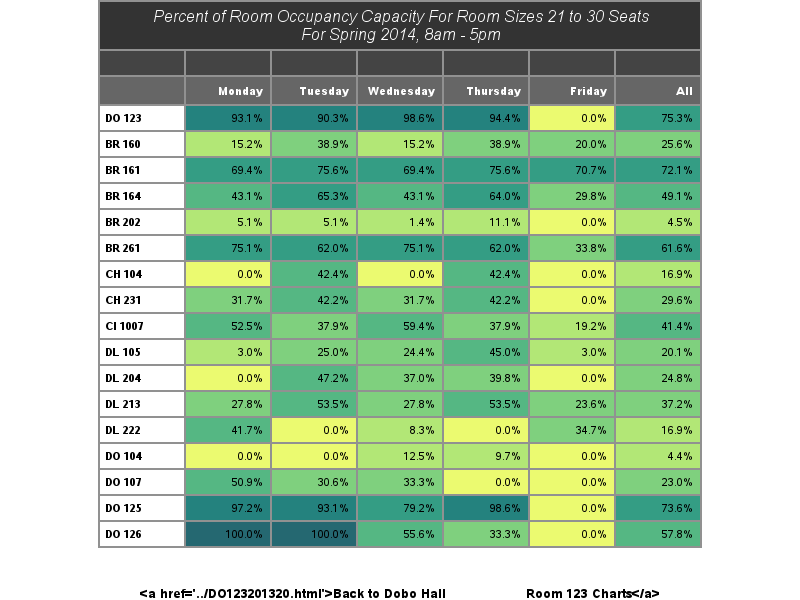 Percent of Room Occupancy Capacity For Room Sizes 21 to 30 Seats
For Spring 2014, 8am - 5pm
Monday Tuesday Wednesday Thursday Friday All
DO 123 93.1% 90.3% 98.6% 94.4% 0.0% 75.3%
BR 160 15.2% 38.9% 15.2% 38.9% 20.0% 25.6%
BR 161 69.4% 75.6% 69.4% 75.6% 70.7% 72.1%
BR 164 43.1% 65.3% 43.1% 64.0% 29.8% 49.1%
BR 202 5.1% 5.1% 1.4% 11.1% 0.0% 4.5%
BR 261 75.1% 62.0% 75.1% 62.0% 33.8% 61.6%
CH 104 0.0% 42.4% 0.0% 42.4% 0.0% 16.9%
CH 231 31.7% 42.2% 31.7% 42.2% 0.0% 29.6%
CI 1007 52.5% 37.9% 59.4% 37.9% 19.2% 41.4%
DL 105 3.0% 25.0% 24.4% 45.0% 3.0% 20.1%
DL 204 0.0% 47.2% 37.0% 39.8% 0.0% 24.8%
DL 213 27.8% 53.5% 27.8% 53.5% 23.6% 37.2%
DL 222 41.7% 0.0% 8.3% 0.0% 34.7% 16.9%
DO 104 0.0% 0.0% 12.5% 9.7% 0.0% 4.4%
DO 107 50.9% 30.6% 33.3% 0.0% 0.0% 23.0%
DO 125 97.2% 93.1% 79.2% 98.6% 0.0% 73.6%
DO 126 100.0% 100.0% 55.6% 33.3% 0.0% 57.8%
<a href='../DO123201320.html'>Back to Dobo Hall Room 123 Charts</a>